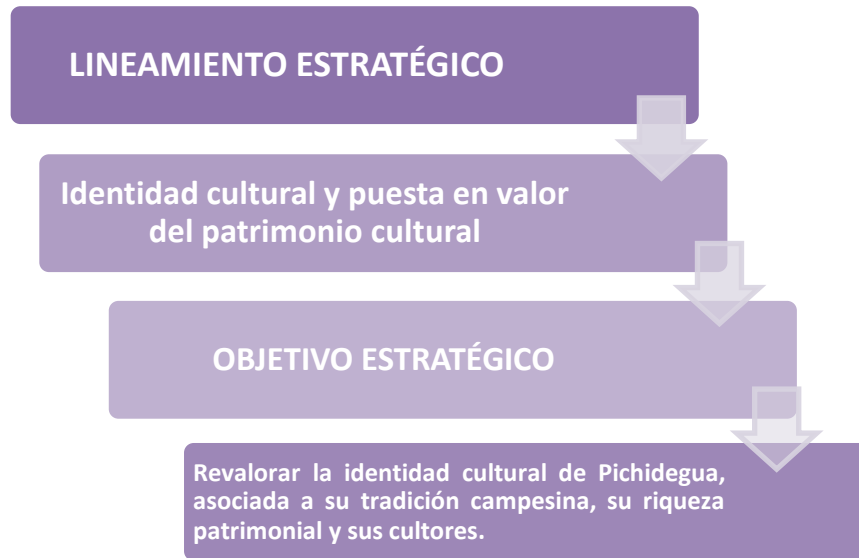 LINEAMIENTO ESTRATÉGICO
Identidad cultural y puesta en valor
del patrimonio cultural
OBJETIVO ESTRATÉGICO
Revalorar la identidad cultural de Pichidegua,
asociada a su tradición campesina, su riqueza
patrimonial y sus cultores.